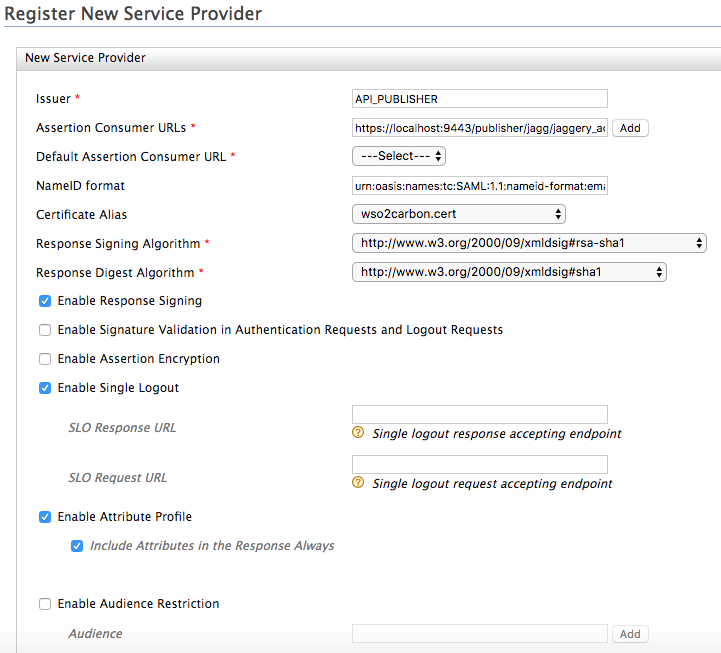 Register New Service Provider
New Service Provider
Issuer * API_PUBLISHER
Assertion Consumer URLs * https://localhost:9443/publisher/jagg/jaggery_ac Add
Default Assertion Consumer URL * ---Select---
NameID format urn:oasis:names:tc:SAML:1.1:nameid-format:ema
Certificate Alias wso2carbon.cert
Response Signing Algorithm * http://www.w3.org/2000/09/xmldsig#rsa-sha1
Response Digest Algorithm * http://www.w3.org/2000/09/xmldsig#sha1
Enable Response Signing
Enable Signature Validation in Authentication Requests and Logout Requests
Enable Assertion Encryption
Enable Single Logout
SLO Response URL
? Single logout response accepting endpoint
SLO Request URL
? Single logout request accepting endpoint
Enable Attribute Profile
Include Attributes in the Response Always
Enable Audience Restriction
Audience Add